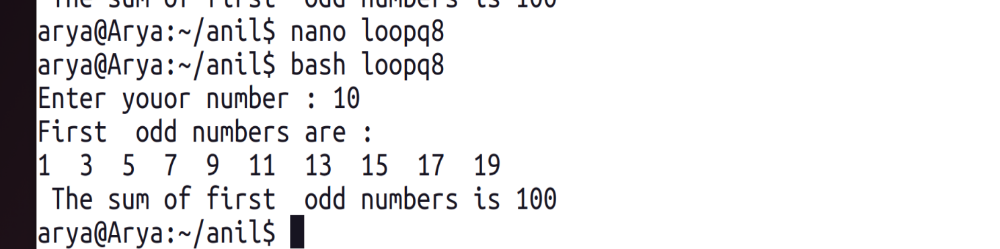 The sum of first  odd numbers is 100
arya@Arya:~/anil$ nano loopq8
arya@Arya:~/anil$ bash loopq8
Enter youor number : 10
First  odd numbers are :
1  3  5  7  9  11  13  15  17  19
 The sum of first  odd numbers is 100
arya@Arya:~/anil$